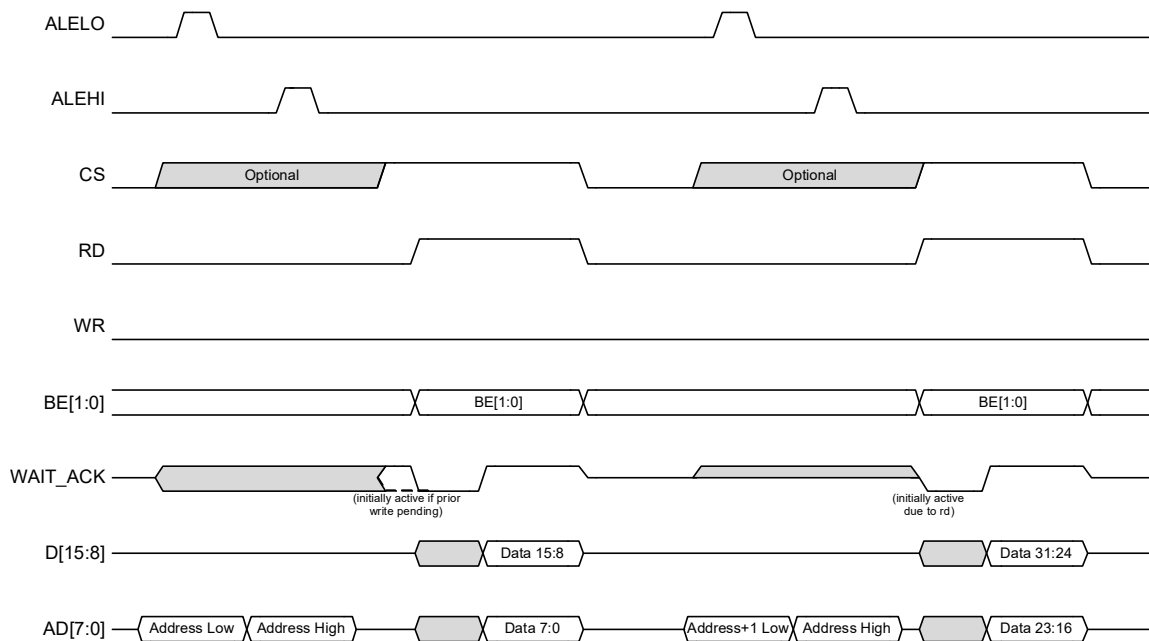 ALELO
ALEHI
CS
Optional
Optional
RD
WR
BE[1:0]
BE[1:0]
BE[1:0]
WAIT_ACK
(initially active if prior
write pending)
(initially active
due to rd)
D[15:8]
Data 15:8
Data 31:24
AD[7:0]
Address Low
Address High
Data 7:0
Address+1 Low
Address High
Data 23:16